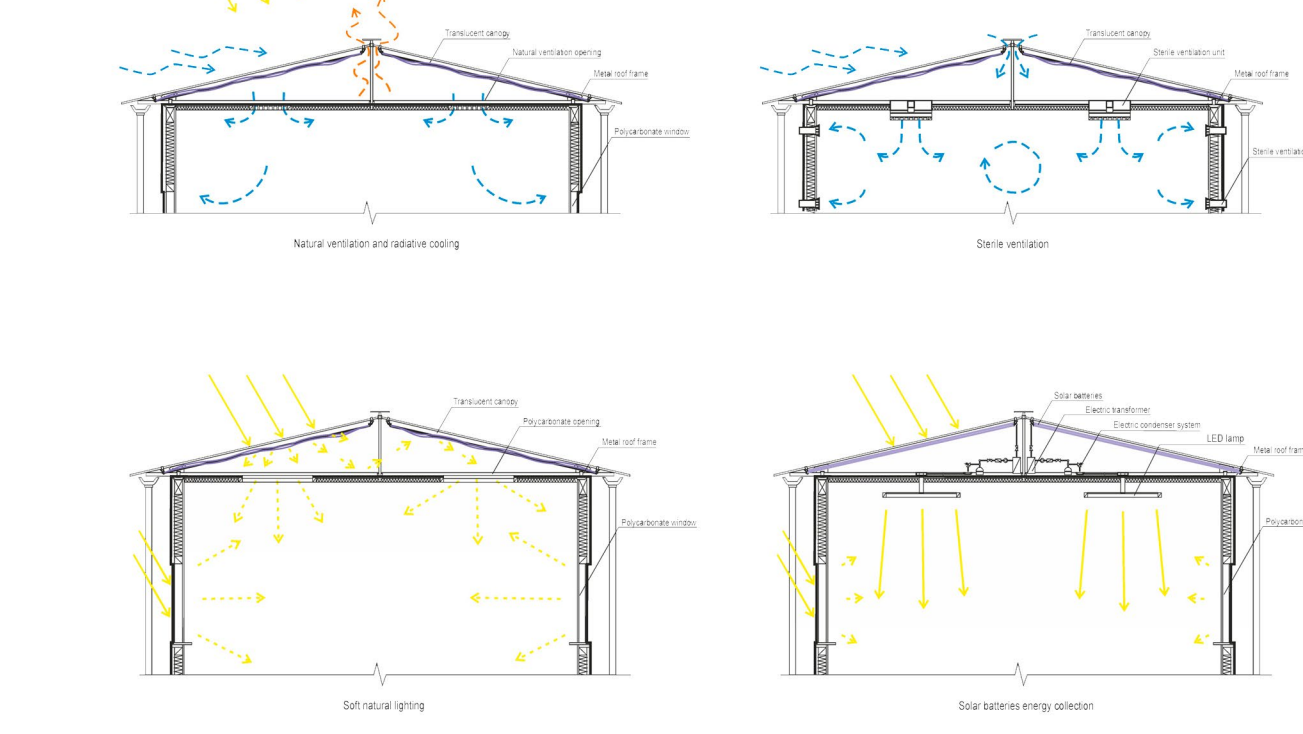 Translucent canopy
Natural ventilation opening
Metal roof frame
Polycarbonate window
Natural ventilation and radiative cooling
Translucent canopy
Sterile ventilation unit
Metal roof frame
Sterile ventilatio
Sterile ventilation
Translucent canopy
Polycarbonate opening
Metal roof frame
Polycarbonate window
Soft natural lighting
Solar batteries
Electric transformer
Electric condenser system
LED lamp
Metal roof fram
Polycarbon
Solar batteries energy collection